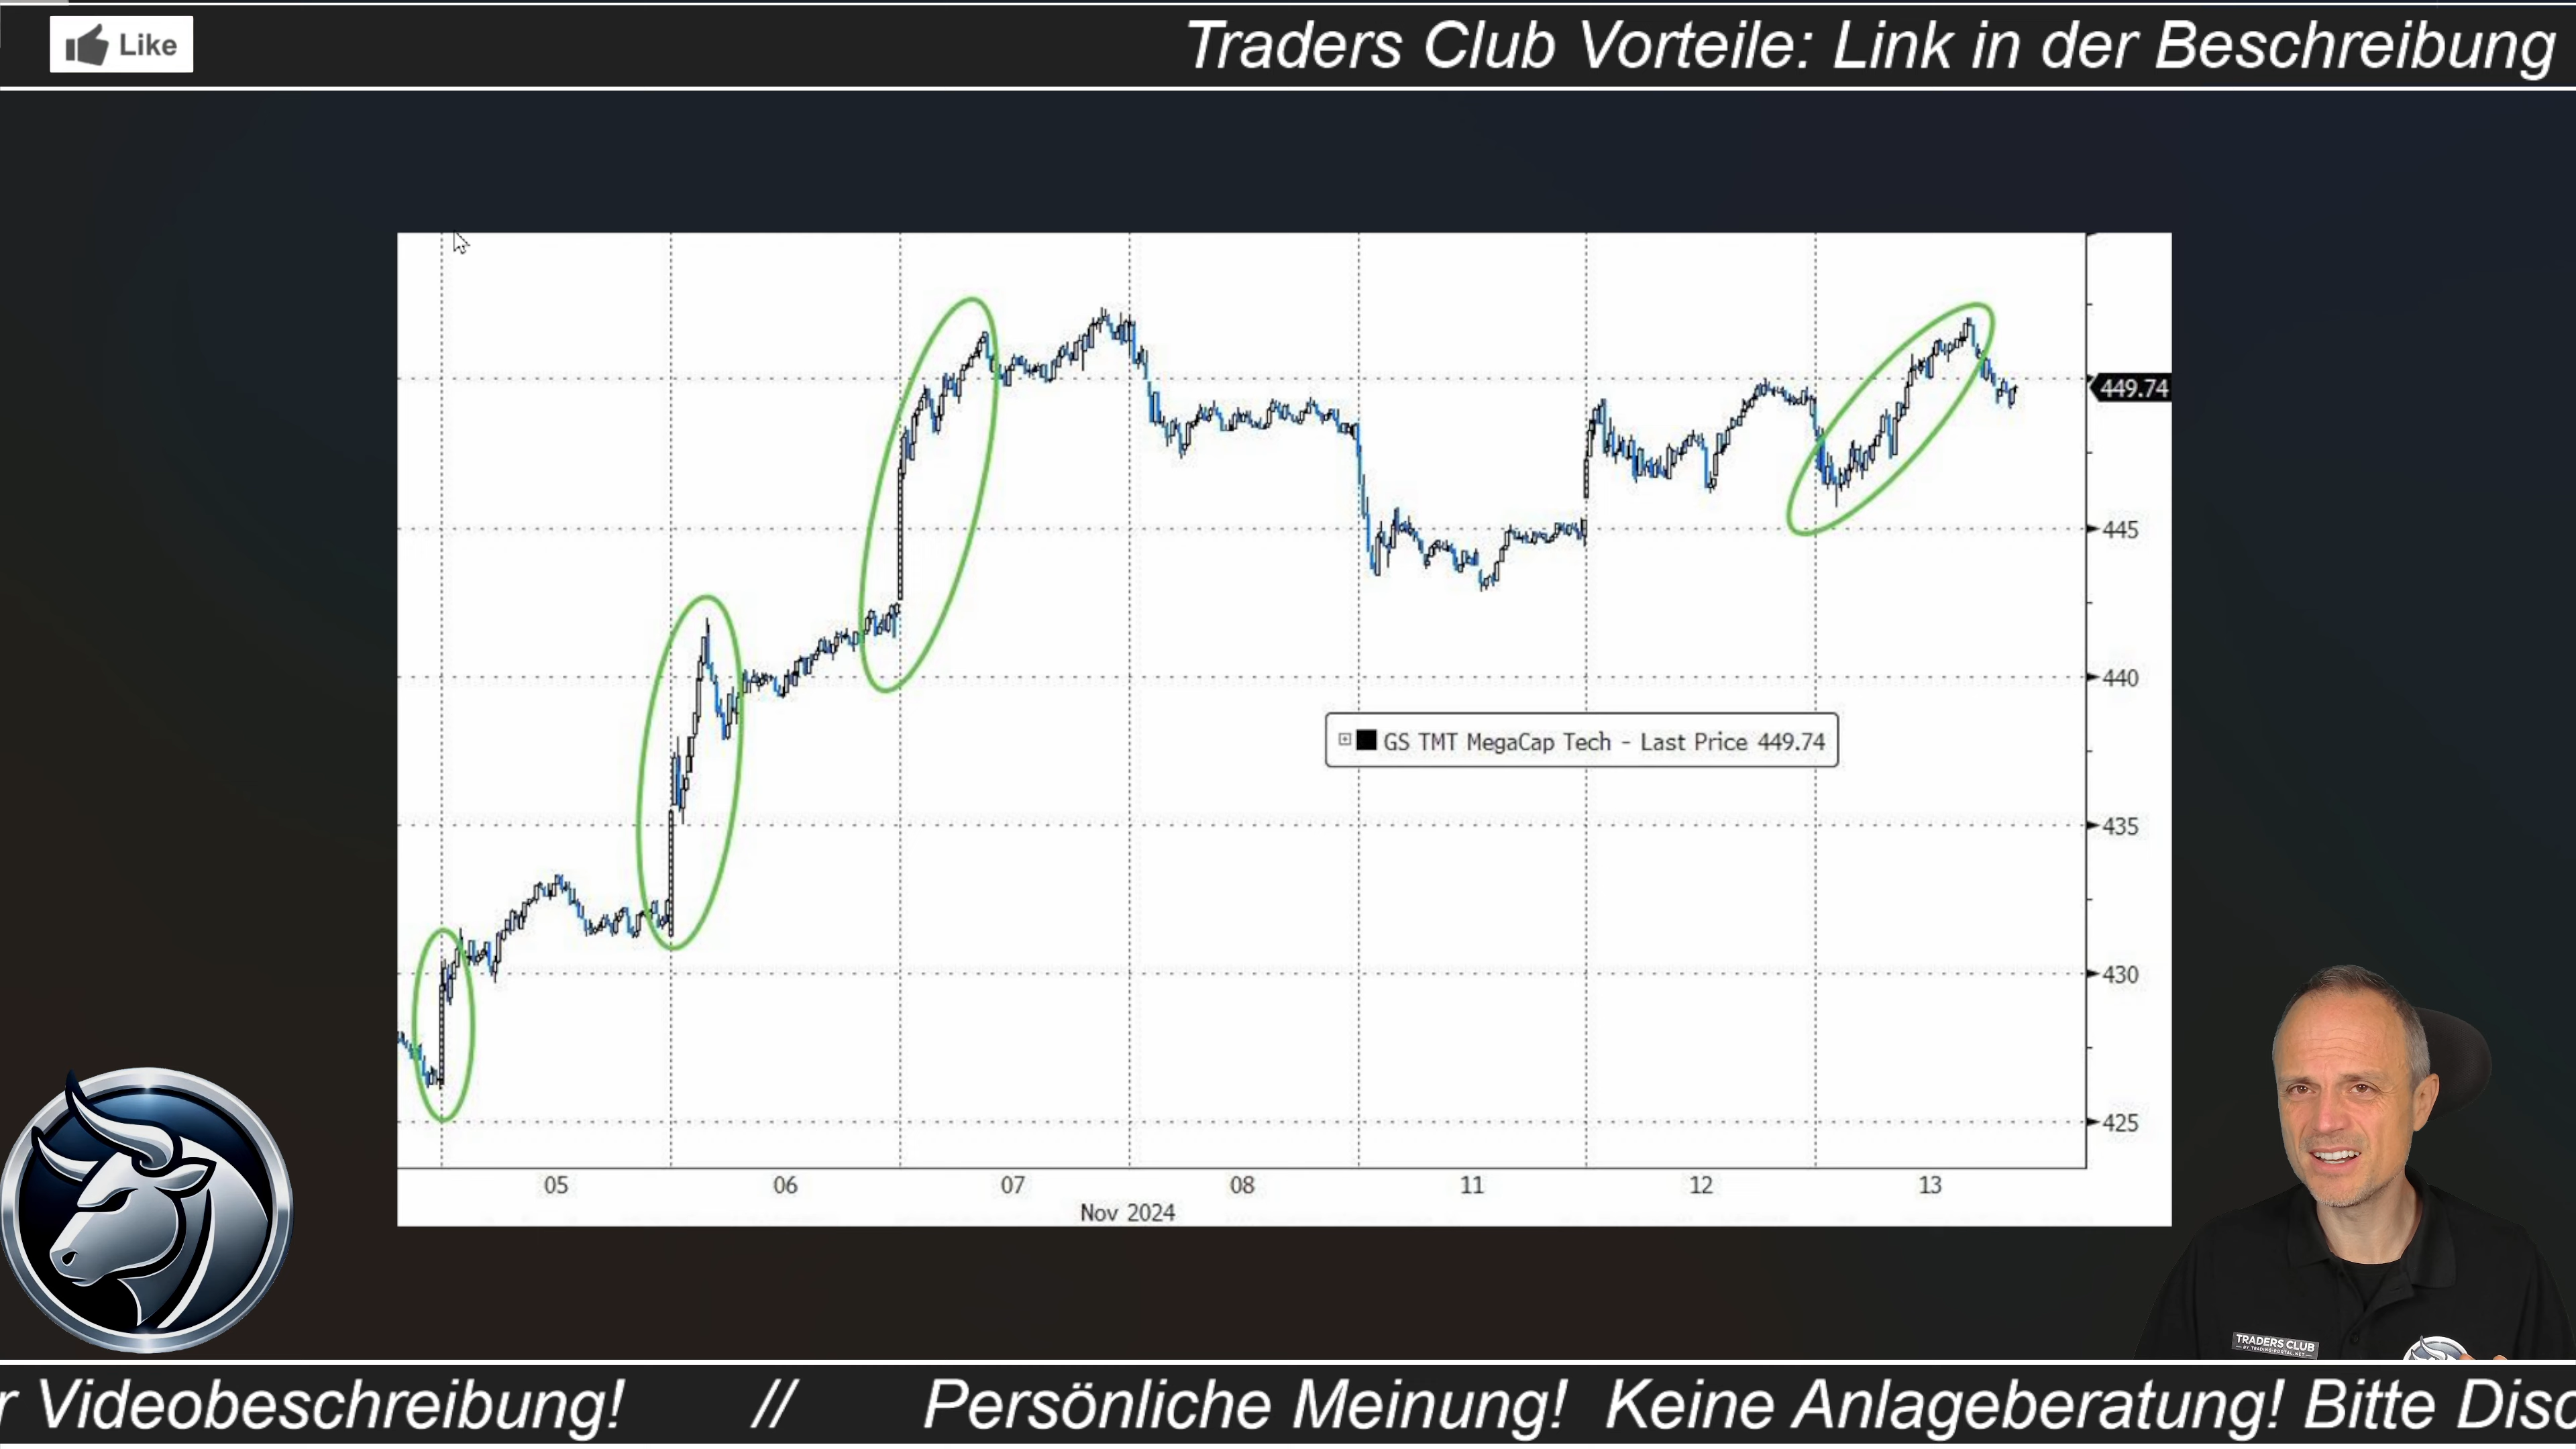 Like
Traders Club Vorteile: Link in der Beschreibung
449.74
445
440
GS TMT MegaCap Tech - Last Price 449.74
435
430
425
05 06 07 08 11 12 13
Nov 2024
TRADERS CLUB
r Videobeschreibung! // Persönliche Meinung! Keine Anlageberatung! Bitte Disc